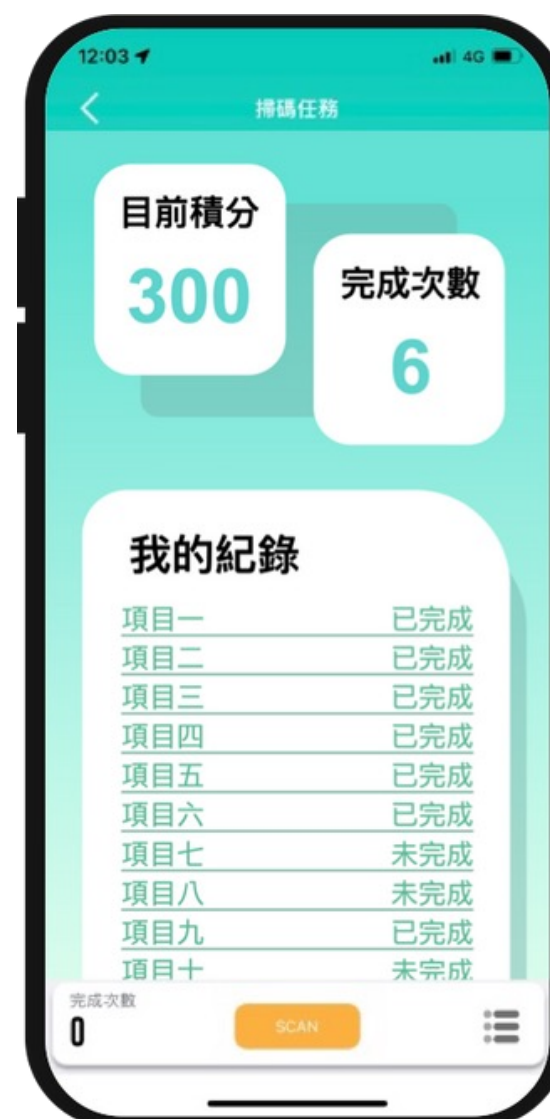 12:03
4G
掃碼任務
目前積分
300
完成次數
6
我的紀錄
項目一 已完成
項目二 已完成
項目三 已完成
項目四 已完成
項目五 已完成
項目六 已完成
項目七 未完成
項目八 未完成
項目九 已完成
項目十 未完成
完成次數
0
SCAN